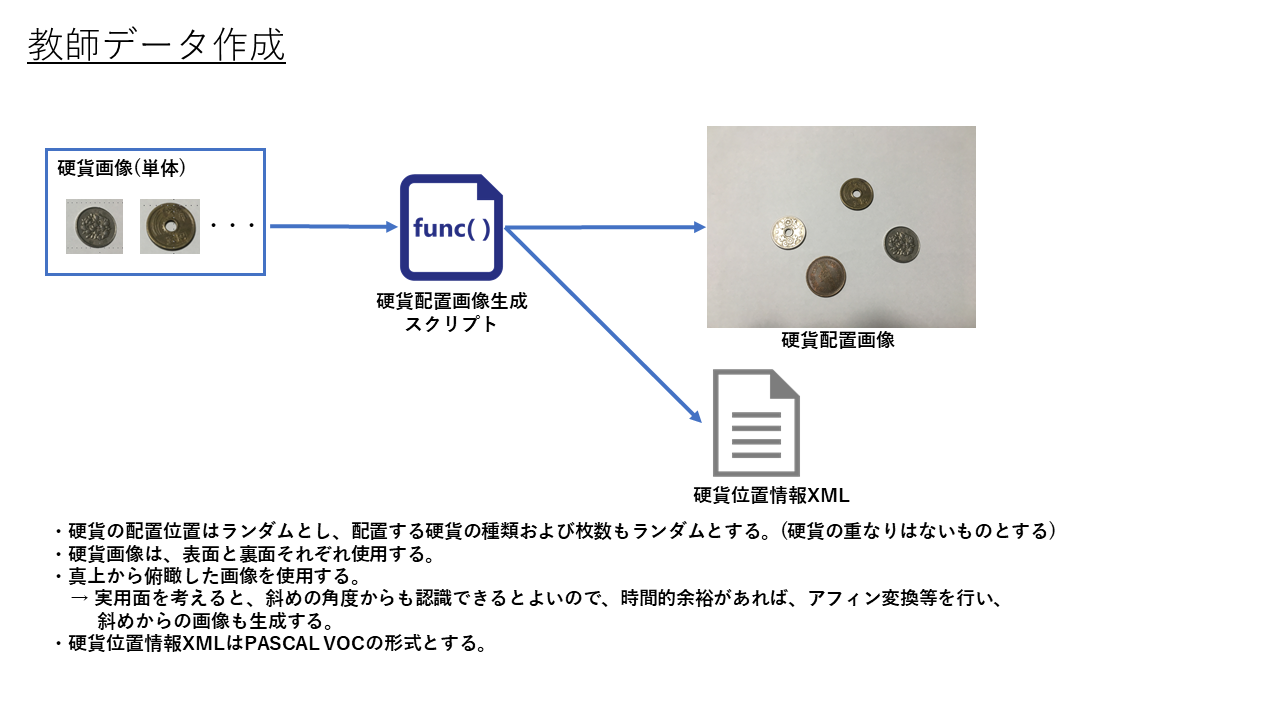 教師データ作成
硬貨画像(単体)
・・・
func( )
硬貨配置画像生成
スクリプト
硬貨配置画像
硬貨位置情報XML
・硬貨の配置位置はランダムとし、配置する硬貨の種類および枚数もランダムとする。(硬貨の重なりはないものとする)
・硬貨画像は、表面と裏面それぞれ使用する。
・真上から俯瞰した画像を使用する。
→ 実用面を考えると、斜めの角度からも認識できるとよいので、時間的余裕があれば、アフィン変換等を行い、
斜めからの画像も生成する。
・硬貨位置情報XMLはPASCAL VOCの形式とする。